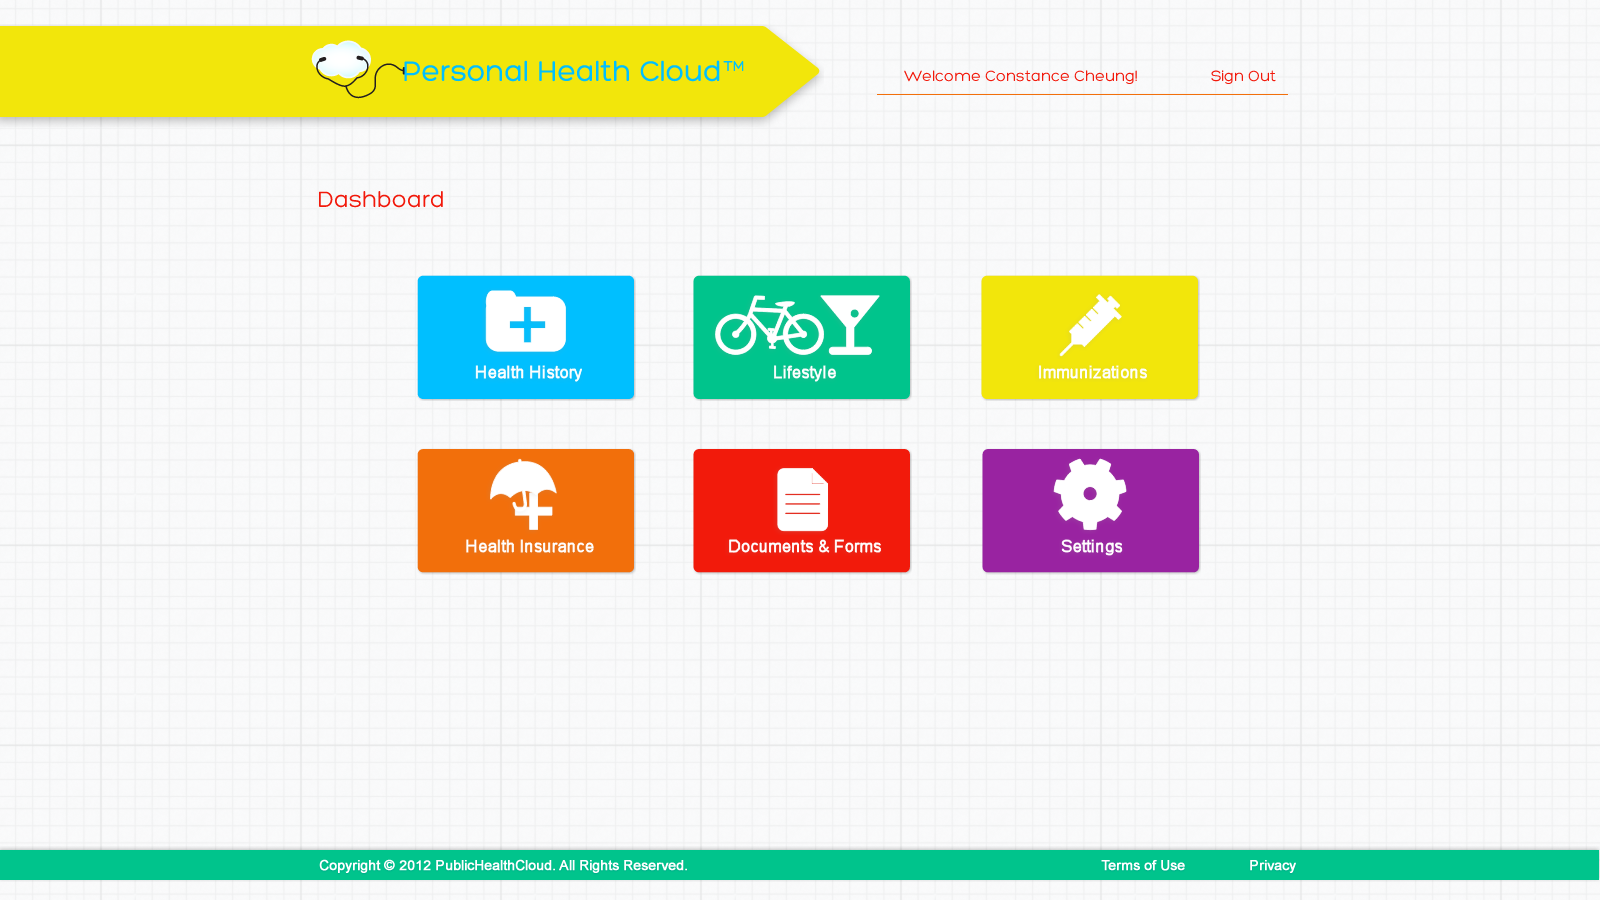 Personal Health Cloud™
Welcome Constance Cheung!
Sign Out
Dashboard
Health History
Lifestyle
Immunizations
Health Insurance
Documents & Forms
Settings
Copyright © 2012 PublicHealthCloud. All Rights Reserved.
Terms of Use
Privacy